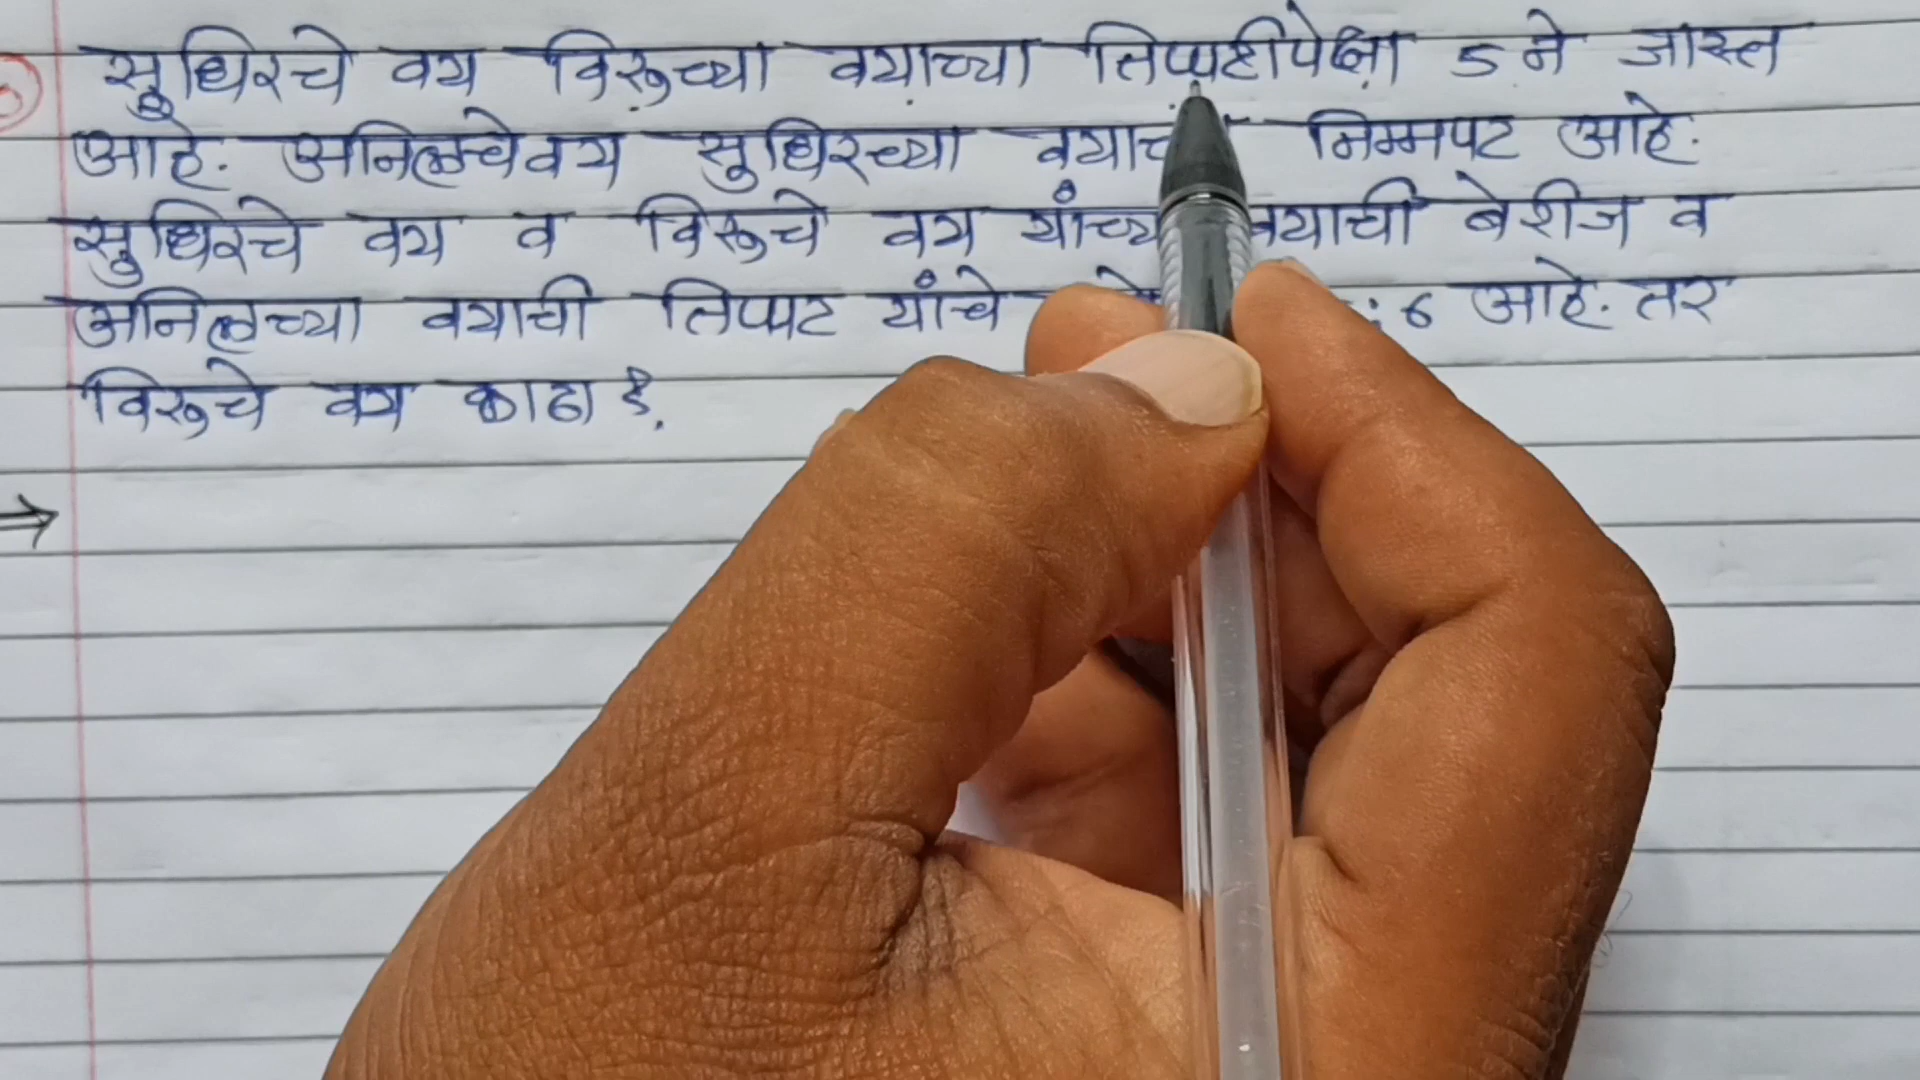 सुधिरचे वय विरूच्या वयाच्या तिप्पटीपेक्षा 5 ने जास्त
आहे. अनिलचे वय सुधिरच्या निम्मपट आहे.
सुधिरचे वय व विरूचे वय यांच्या वयाची बेरीज व
अनिलच्या वयाची तिप्पट यांचे : 6 आहे. तर
विरूचे वय काढा ?